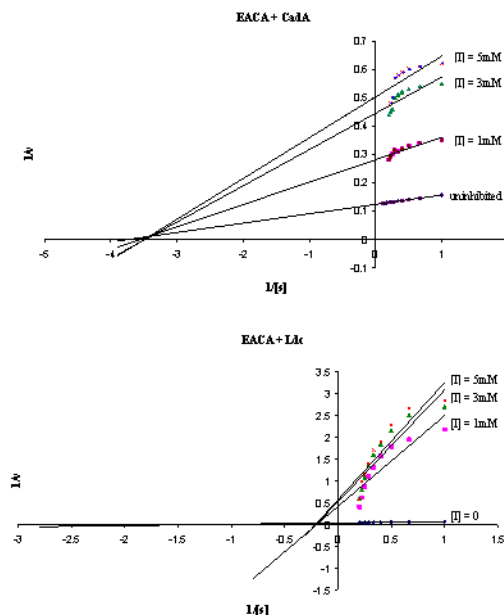 EACA + CadA
0.7
[I] = 5mM
0.6
[I] = 3mM
0.5
0.4
[I] = 1mM
0.3
0.2
uninhibited
0.1
0
-5 -4 -3 -2 -1 0 1 2
-0.1
1/v
1/[s]
EACA + Ldc
3.5
[I] = 5mM
3
[I] = 3mM
2.5
[I] = 1mM
2
1.5
1
0.5
[I] = 0
0
-3 -2.5 -2 -1.5 -1 -0.5 0 0.5 1 1.5
-0.5
-1
-1.5
1/v
1/[s]